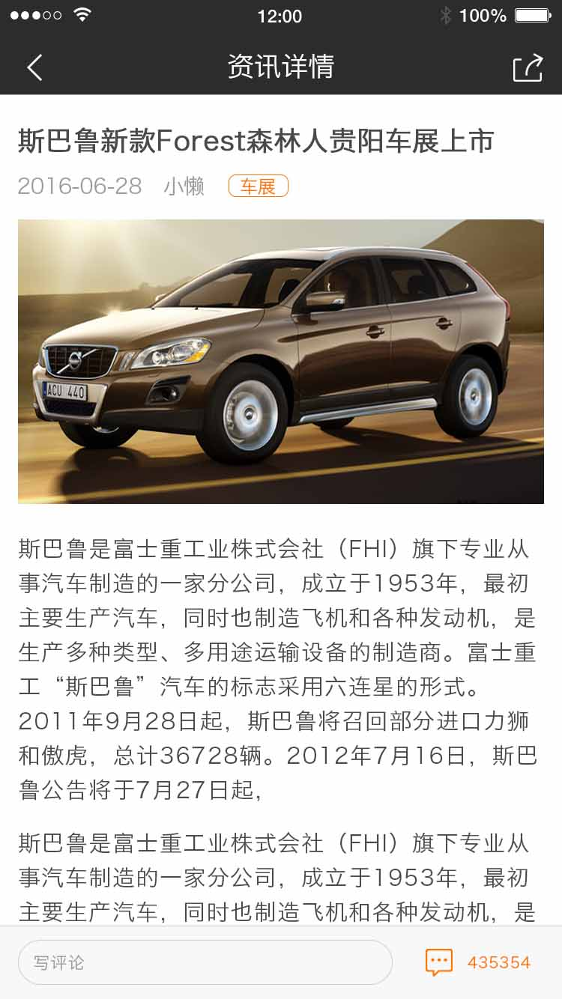 12:00
100%
资讯详情
斯巴鲁新款Forest森林人贵阳车展上市
2016-06-28 小懒 车展
ACU 440
斯巴鲁是富士重工业株式会社（FHI）旗下专业从
事汽车制造的一家分公司，成立于1953年，最初
主要生产汽车，同时也制造飞机和各种发动机，是
生产多种类型、多用途运输设备的制造商。富士重
工“斯巴鲁”汽车的标志采用六连星的形式。
2011年9月28日起，斯巴鲁将召回部分进口力狮
和傲虎，总计36728辆。2012年7月16日，斯巴
鲁公告将于7月27日起，
斯巴鲁是富士重工业株式会社（FHI）旗下专业从
事汽车制造的一家分公司，成立于1953年，最初
主要生产汽车，同时也制造飞机和各种发动机，是
写评论
435354